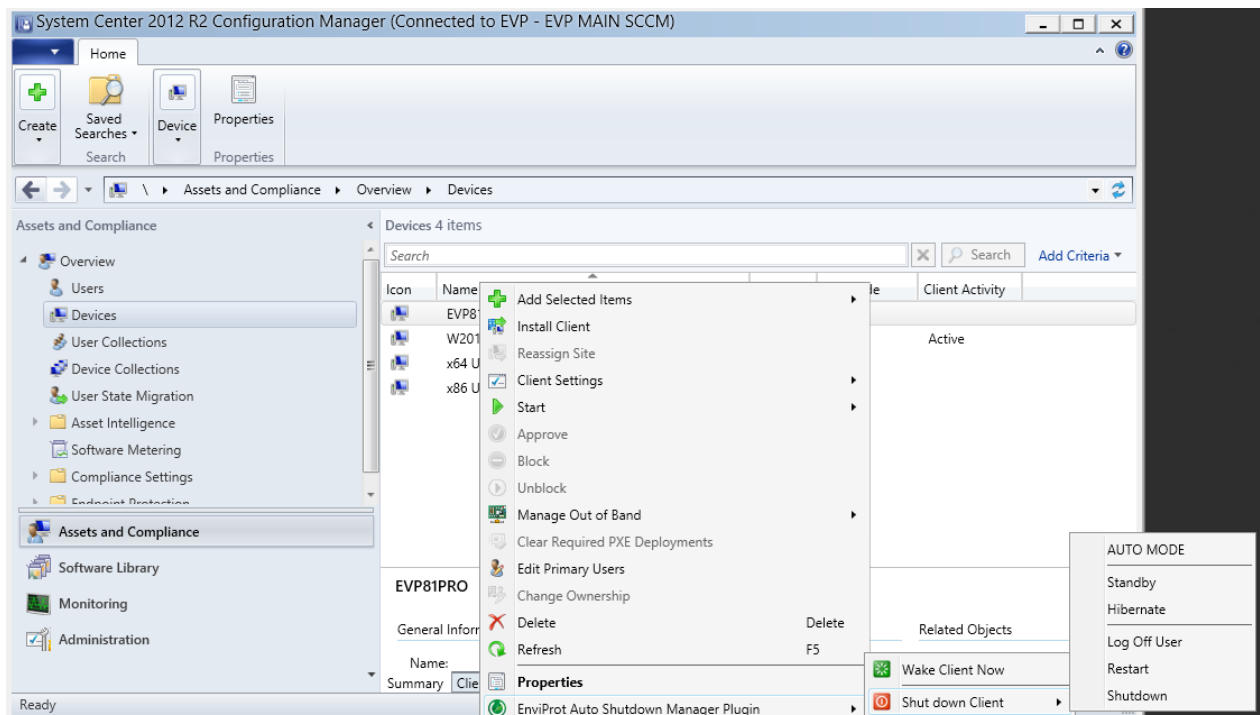 System Center 2012 R2 Configuration Manager (Connected to EVP - EVP MAIN SCCM)
Home
Create
Saved Searches
Device
Properties
Search
Properties
\ Assets and Compliance Overview Devices
Assets and Compliance
Overview
Users
Devices
User Collections
Device Collections
User State Migration
Asset Intelligence
Software Metering
Compliance Settings
Endpoint Protection
Assets and Compliance
Software Library
Monitoring
Administration
Ready
Devices 4 items
Search
Search
Add Criteria
Icon Name Client Activity
EVP81
W201 Active
x64 U
x86 U
Add Selected Items
Install Client
Reassign Site
Client Settings
Start
Approve
Block
Unblock
Manage Out of Band
Clear Required PXE Deployments
Edit Primary Users
Change Ownership
Delete Delete
Refresh F5
Properties
EnviProt Auto Shutdown Manager Plugin
EVP81PRO
General Inform
Related Objects
Name:
Summary Clie
Wake Client Now
Shut down Client
AUTO MODE
Standby
Hibernate
Log Off User
Restart
Shutdown